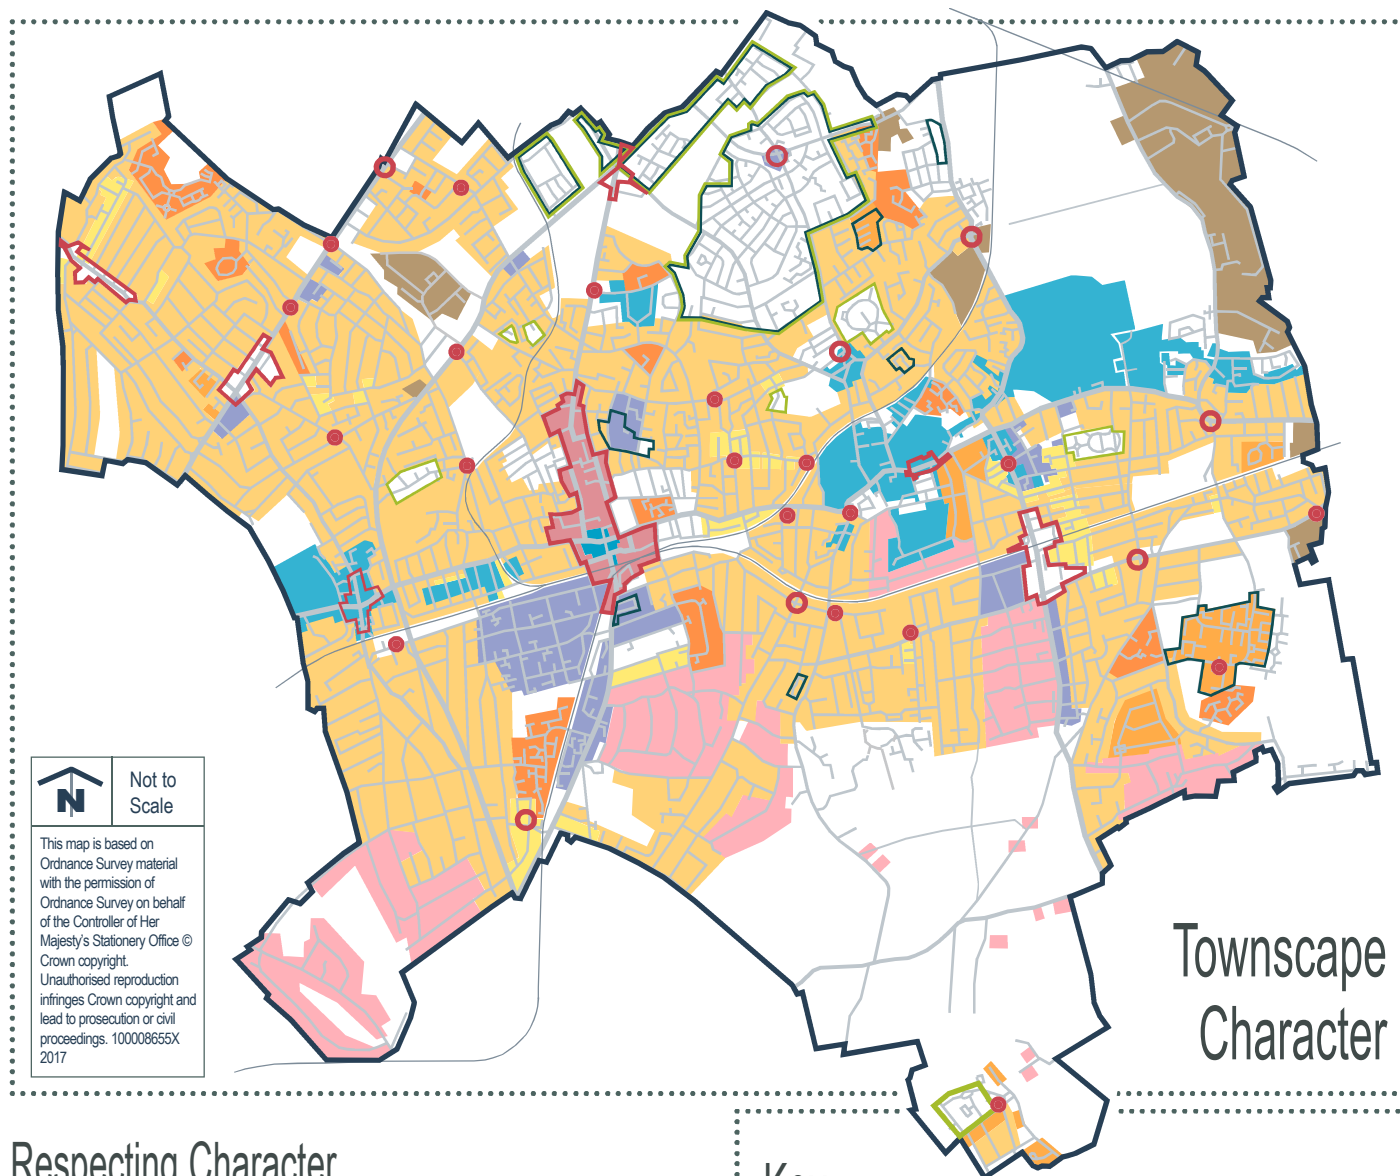 N
Not to
Scale
This map is based on
Ordnance Survey material
with the permission of
Ordnance Survey on behalf
of the Controller of Her
Majesty's Stationery Office ©
Crown copyright.
Unauthorised reproduction
infringes Crown copyright and
lead to prosecution or civil
proceedings. 100008655X
2017
Townscape
Character
Respecting Character